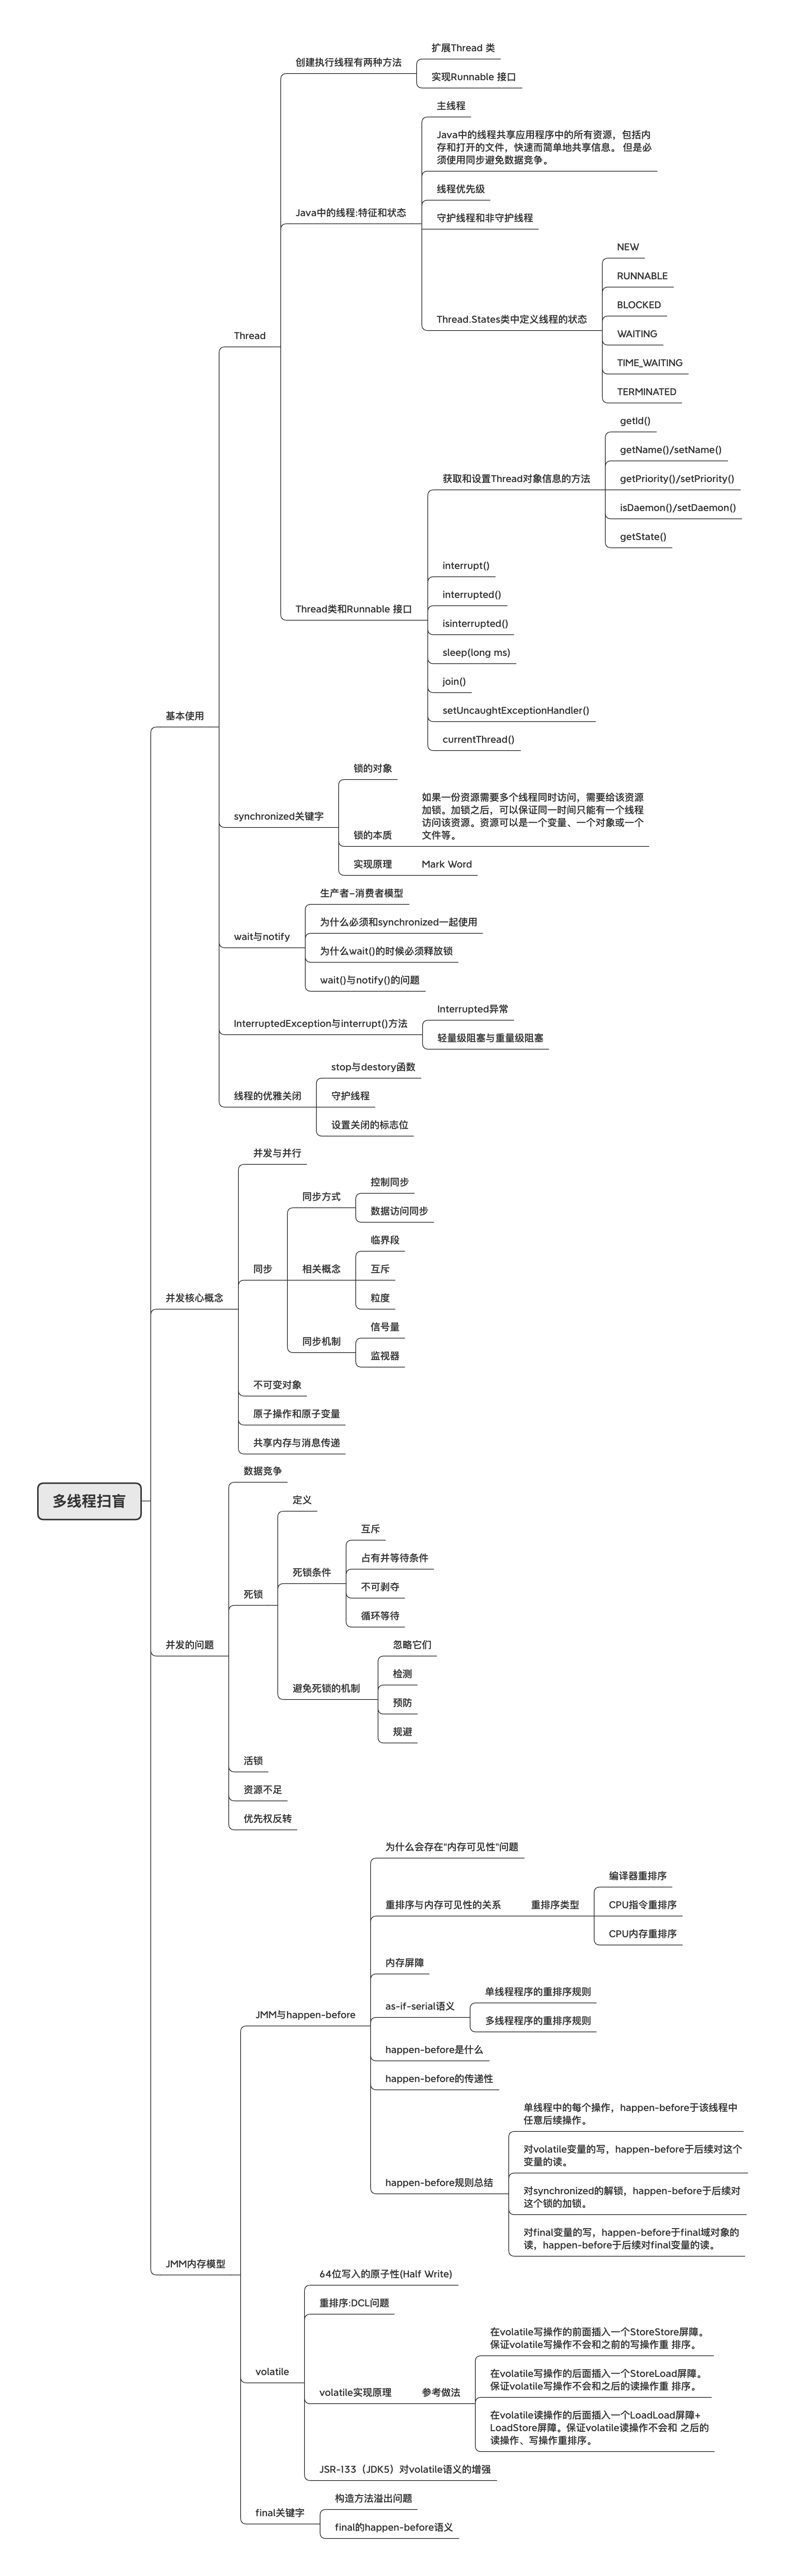 创建执行线程有两种方法
扩展Thread 类
实现Runnable 接口
Java中的线程:特征和状态
主线程
Java中的线程共享应用程序中的所有资源，包括内
存和打开的文件，快速而简单地共享信息。 但是必
须使用同步避免数据竞争。
线程优先级
守护线程和非守护线程
Thread.States类中定义线程的状态
NEW
RUNNABLE
BLOCKED
WAITING
TIME_WAITING
TERMINATED
Thread
Thread类和Runnable 接口
获取和设置Thread对象信息的方法
getId()
getName()/setName()
getPriority()/setPriority()
isDaemon()/setDaemon()
getState()
interrupt()
interrupted()
isinterrupted()
sleep(long ms)
join()
setUncaughtExceptionHandler()
currentThread()
基本使用
synchronized关键字
锁的对象
锁的本质
如果一份资源需要多个线程同时访问，需要给该资源
加锁。加锁之后，可以保证同一时间只能有一个线程
访问该资源。资源可以是一个变量、一个对象或一个
文件等。
实现原理
Mark Word
wait与notify
生产者–消费者模型
为什么必须和synchronized一起使用
为什么wait()的时候必须释放锁
wait()与notify()的问题
InterruptedException与interrupt()方法
Interrupted异常
轻量级阻塞与重量级阻塞
线程的优雅关闭
stop与destory函数
守护线程
设置关闭的标志位
并发核心概念
并发与并行
同步
同步方式
控制同步
数据访问同步
相关概念
临界段
互斥
粒度
同步机制
信号量
监视器
不可变对象
原子操作和原子变量
共享内存与消息传递
多线程扫盲
并发的问题
数据竞争
死锁
定义
死锁条件
互斥
占有并等待条件
不可剥夺
循环等待
避免死锁的机制
忽略它们
检测
预防
规避
活锁
资源不足
优先权反转
JMM内存模型
JMM与happen-before
为什么会存在“内存可见性”问题
重排序与内存可见性的关系
重排序类型
编译器重排序
CPU指令重排序
CPU内存重排序
内存屏障
as-if-serial语义
单线程程序的重排序规则
多线程程序的重排序规则
happen-before是什么
happen-before的传递性
happen-before规则总结
单线程中的每个操作，happen-before于该线程中
任意后续操作。
对volatile变量的写，happen-before于后续对这个
变量的读。
对synchronized的解锁，happen-before于后续对
这个锁的加锁。
对final变量的写，happen-before于final域对象的
读，happen-before于后续对final变量的读。
volatile
64位写入的原子性(Half Write)
重排序:DCL问题
volatile实现原理
参考做法
在volatile写操作的前面插入一个StoreStore屏障。
保证volatile写操作不会和之前的写操作重 排序。
在volatile写操作的后面插入一个StoreLoad屏障。
保证volatile写操作不会和之后的读操作重 排序。
在volatile读操作的后面插入一个LoadLoad屏障+
LoadStore屏障。保证volatile读操作不会和 之后的
读操作、写操作重排序。
JSR-133（JDK5）对volatile语义的增强
final关键字
构造方法溢出问题
final的happen-before语义